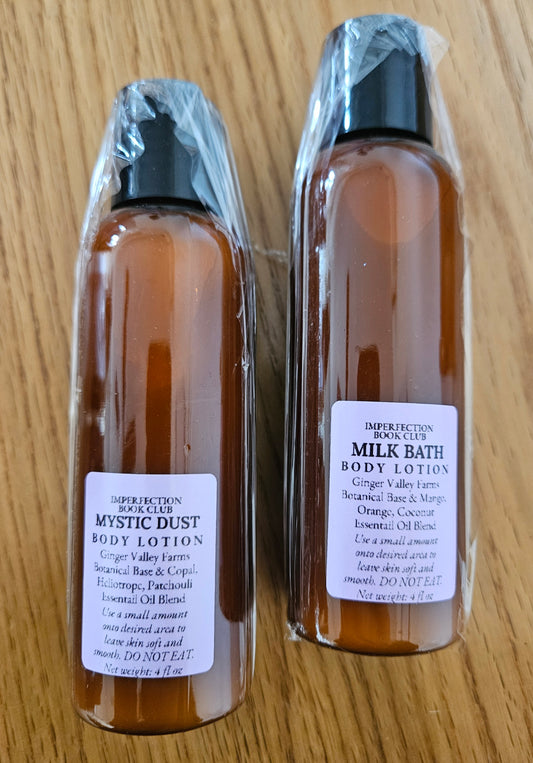 IMPERFECTION
BOOK CLUB
MYSTIC DUST
BODY LOTION
Ginger Valley Farms
Botanical Base & Copal,
Heliotrope, Patchouli
Essentail Oil Blend
Use a small amount
onto desired area to
leave skin soft and
smooth. DO NOT EAT.
Net weight: 4 fl oz
IMPERFECTION
BOOK CLUB
MILK BATH
BODY LOTION
Ginger Valley Farms
Botanical Base & Mango,
Orange, Coconut
Essentail Oil Blend
Use a small amount
onto desired area to
leave skin soft and
smooth. DO NOT EAT.
Net weight: 4 fl oz